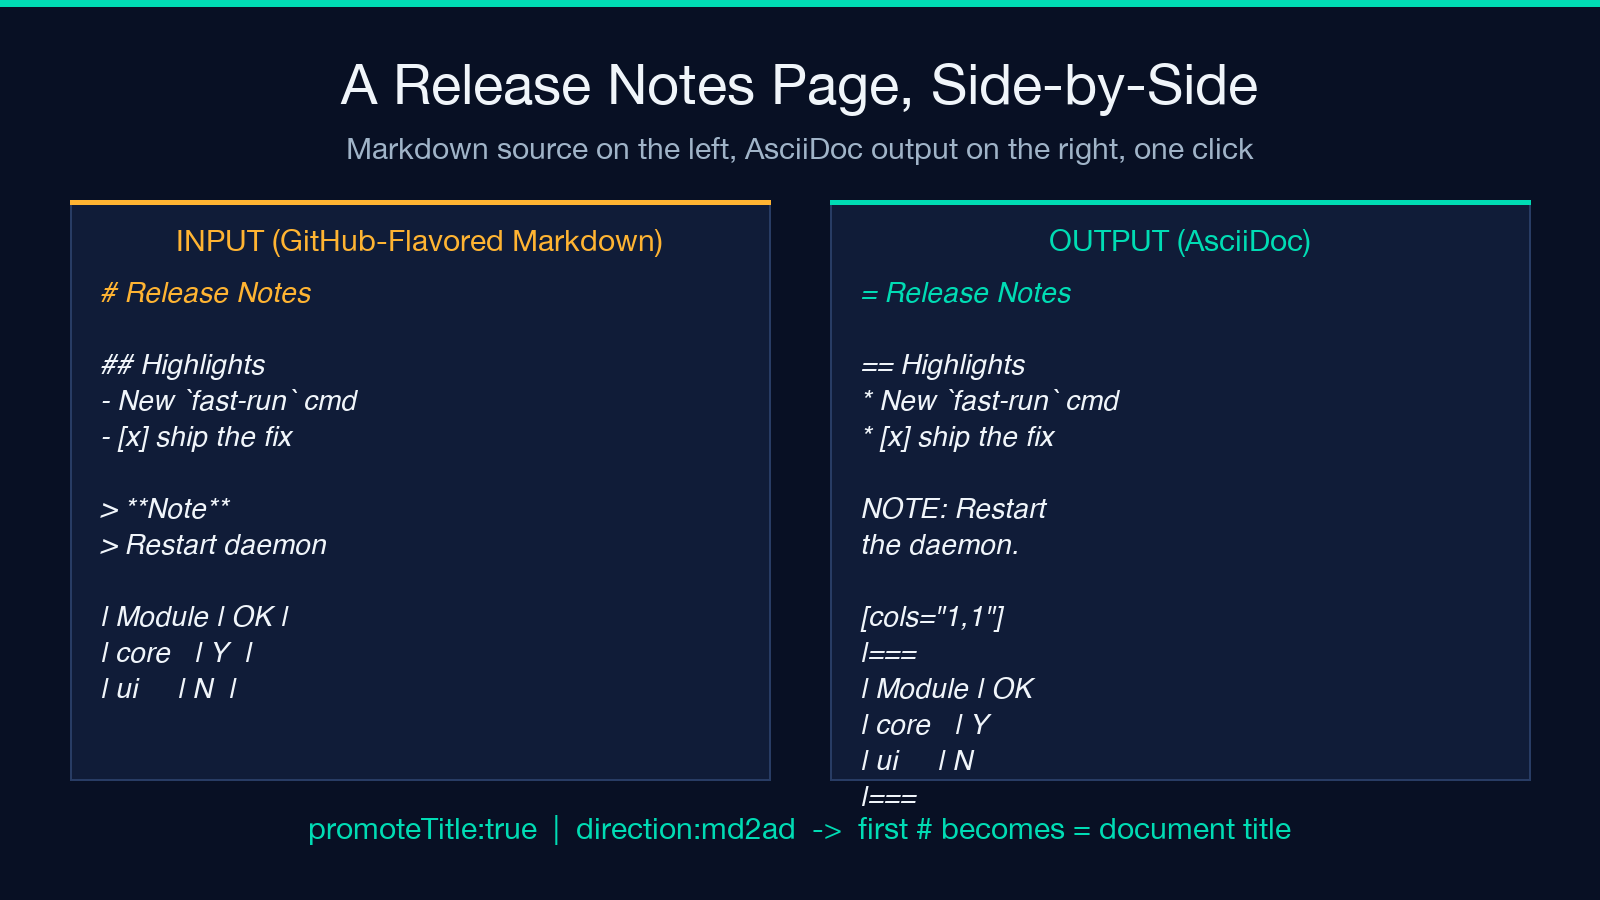 A Release Notes Page, Side-by-Side
Markdown source on the left, AsciiDoc output on the right, one click
INPUT (GitHub-Flavored Markdown)
# Release Notes
## Highlights
- New `fast-run` cmd
- [x] ship the fix
> **Note**
> Restart daemon
| Module | OK |
| core   | Y  |
| ui     | N  |
OUTPUT (AsciiDoc)
= Release Notes
== Highlights
* New `fast-run` cmd
* [x] ship the fix
NOTE: Restart
the daemon.
[cols="1,1"]
|===
| Module | OK
| core   | Y
| ui     | N
|===
promoteTitle:true  |  direction:md2ad  ->  first # becomes = document title